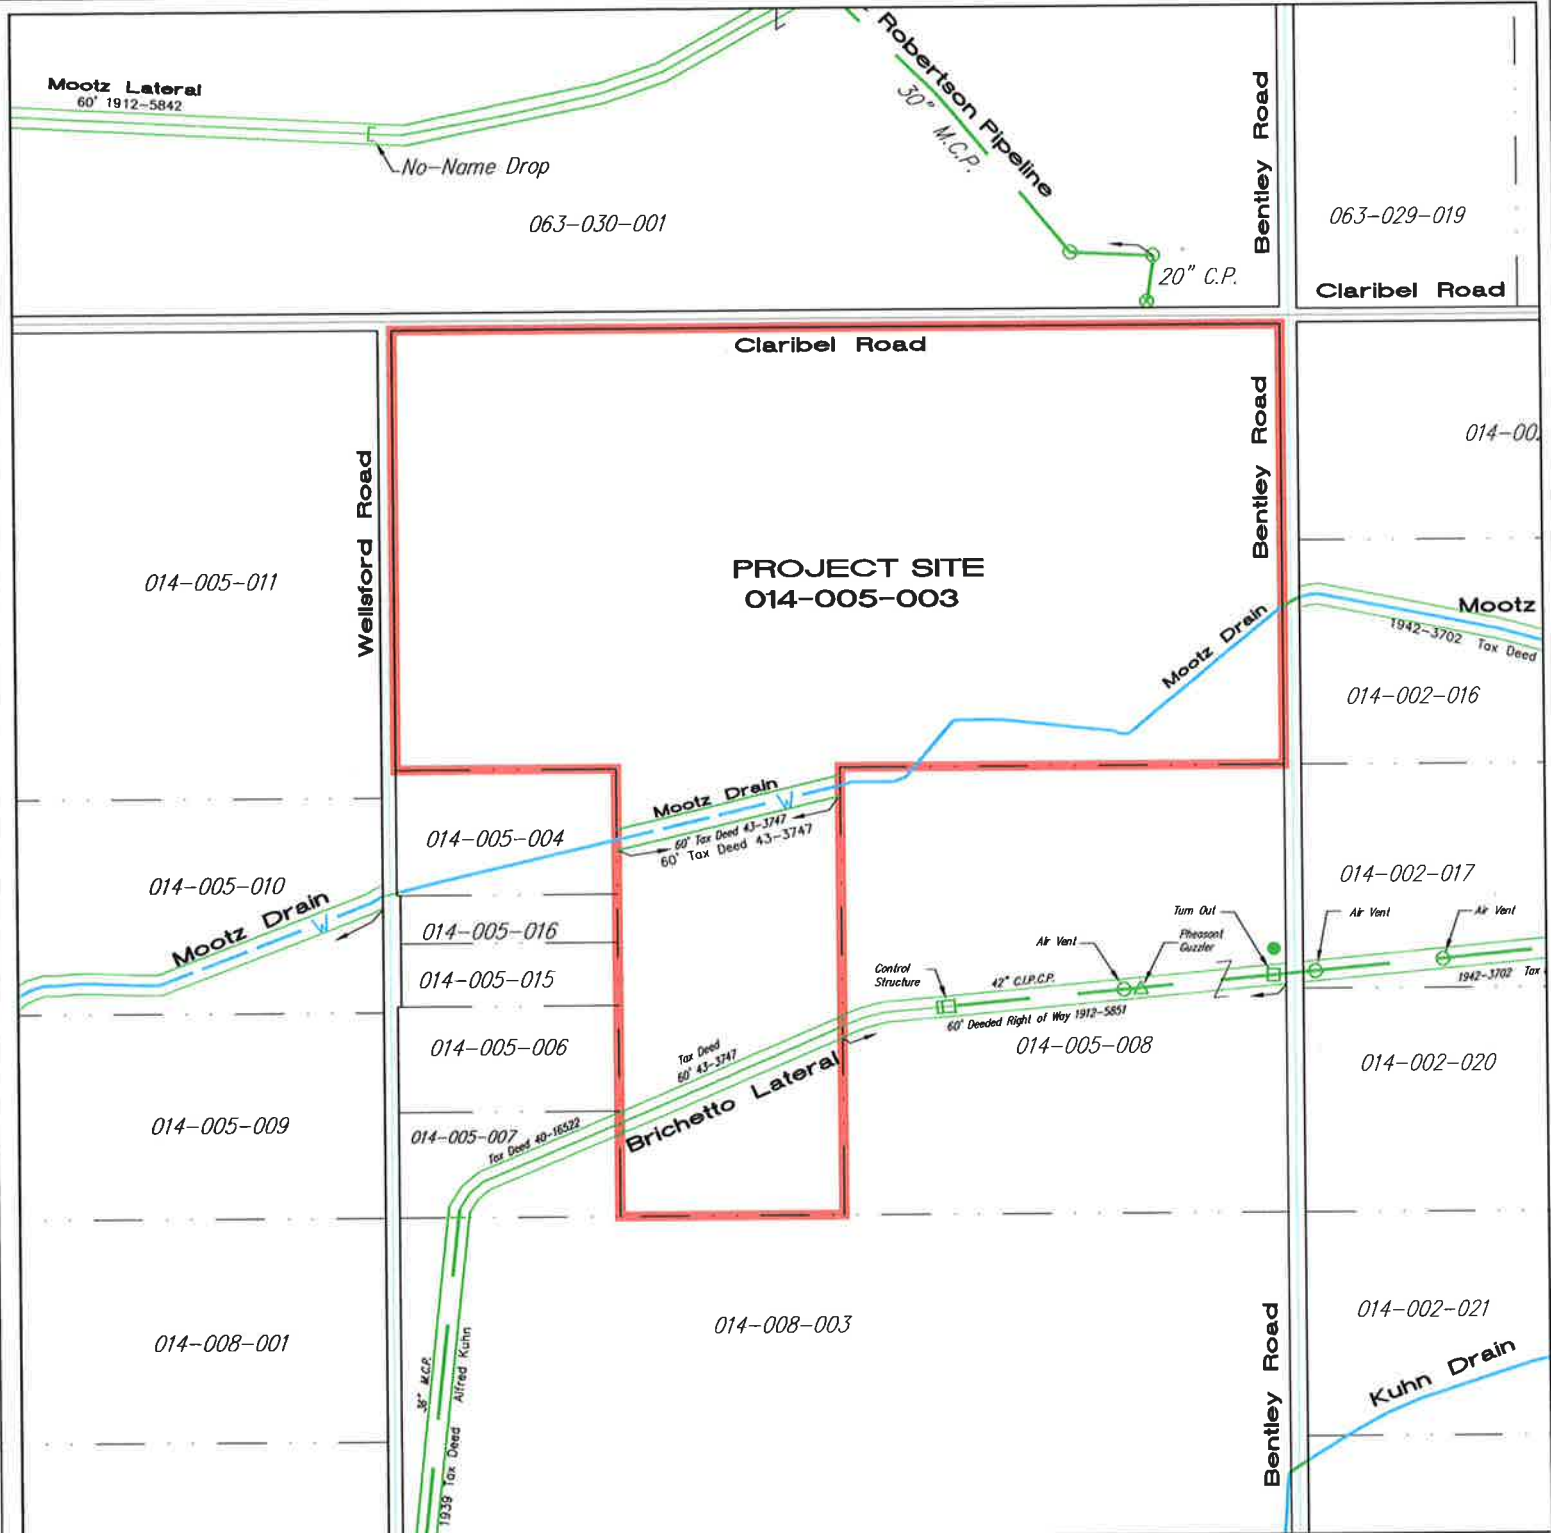 Mootz Lateral
60' 1912-5842
No-Name Drop
063-030-001
Robertson Pipeline
30" M.C.P.
20" C.P.
Bentley Road
063-029-019
Claribel Road
Claribel Road
Wellsford Road
Bentley Road
014-00
014-005-011
PROJECT SITE
014-005-003
Mootz Drain
Mootz
1942-3702 Tax Deed
014-002-016
Mootz Drain
W
60' Tax Deed 43-3747
60' Tax Deed 43-3747
014-005-004
014-005-010
Mootz Drain
W
014-005-016
014-005-015
014-002-017
Turn Out
Air Vent
Air Vent
Air Vent
Pheasant
Guzzler
Control
Structure
42" C.I.P.C.P.
60' Deeded Right of Way 1912-5851
1942-3702 Tax
014-005-006
014-005-008
014-002-020
Tax Deed
60' 43-3747
Brichetto Lateral
014-005-009
014-005-007
Tax Deed 40-16522
014-008-001
014-008-003
014-002-021
36" M.C.P.
Alfred Kuhn
1939 Tax Deed
Bentley Road
Kuhn Drain